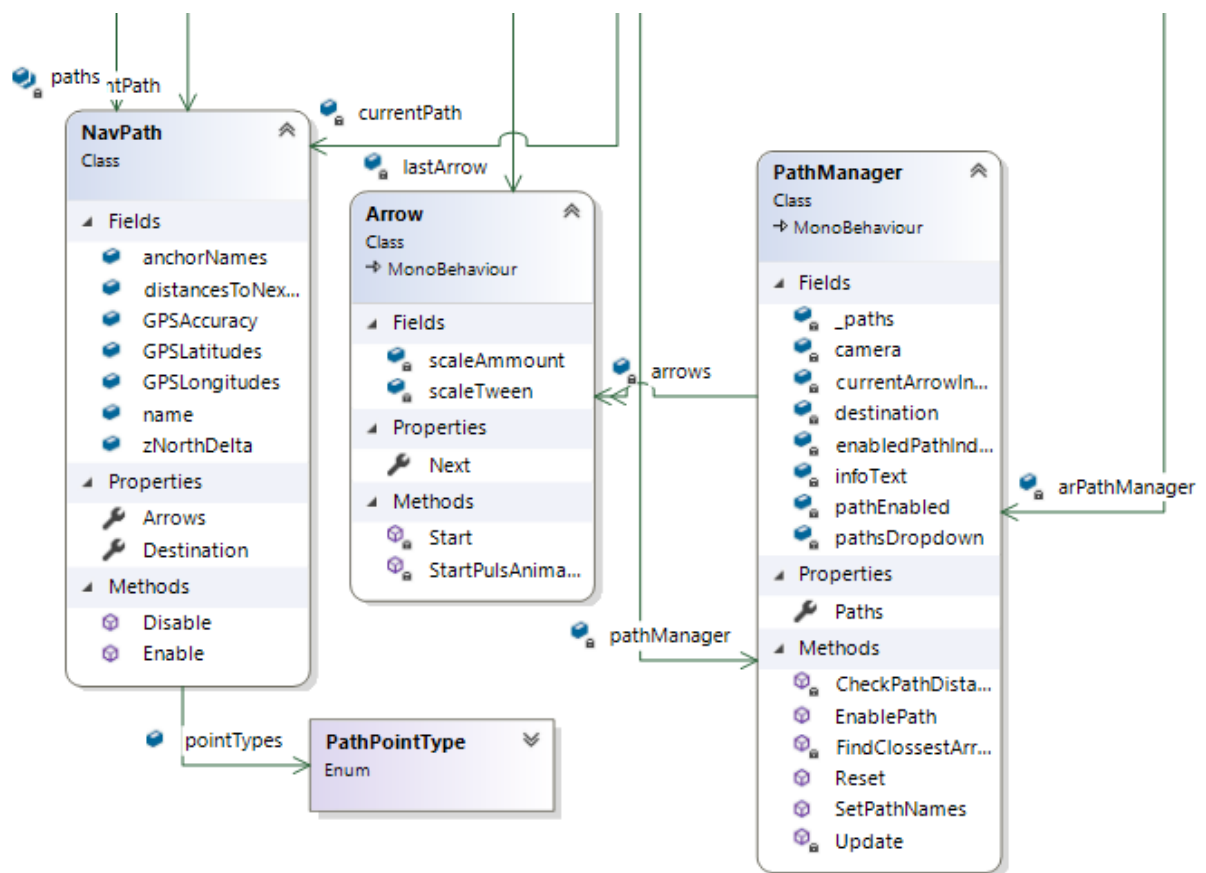 paths
ntPath
currentPath
lastArrow
NavPath
Class
Fields
anchorNames
distancesToNex...
GPSAccuracy
GPSLatitudes
GPSLongitudes
name
zNorthDelta
Properties
Arrows
Destination
Methods
Disable
Enable
Arrow
Class
MonoBehaviour
Fields
scaleAmmount
scaleTween
Properties
Next
Methods
Start
StartPulsAnima...
arrows
PathManager
Class
MonoBehaviour
Fields
_paths
camera
currentArrowIn...
destination
enabledPathInd...
infoText
pathEnabled
pathsDropdown
Properties
Paths
Methods
CheckPathDista...
EnablePath
FindClossestArr...
Reset
SetPathNames
Update
arPathManager
pathManager
pointTypes
PathPointType
Enum